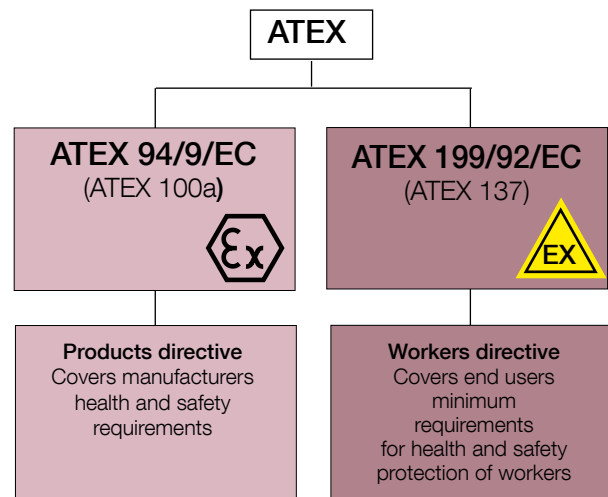 ATEX
ATEX 94/9/EC
(ATEX 100a)
Ex
ATEX 199/92/EC
(ATEX 137)
EX
Products directive
Covers manufacturers
health and safety
requirements
Workers directive
Covers end users
minimum
requirements
for health and safety
protection of workers